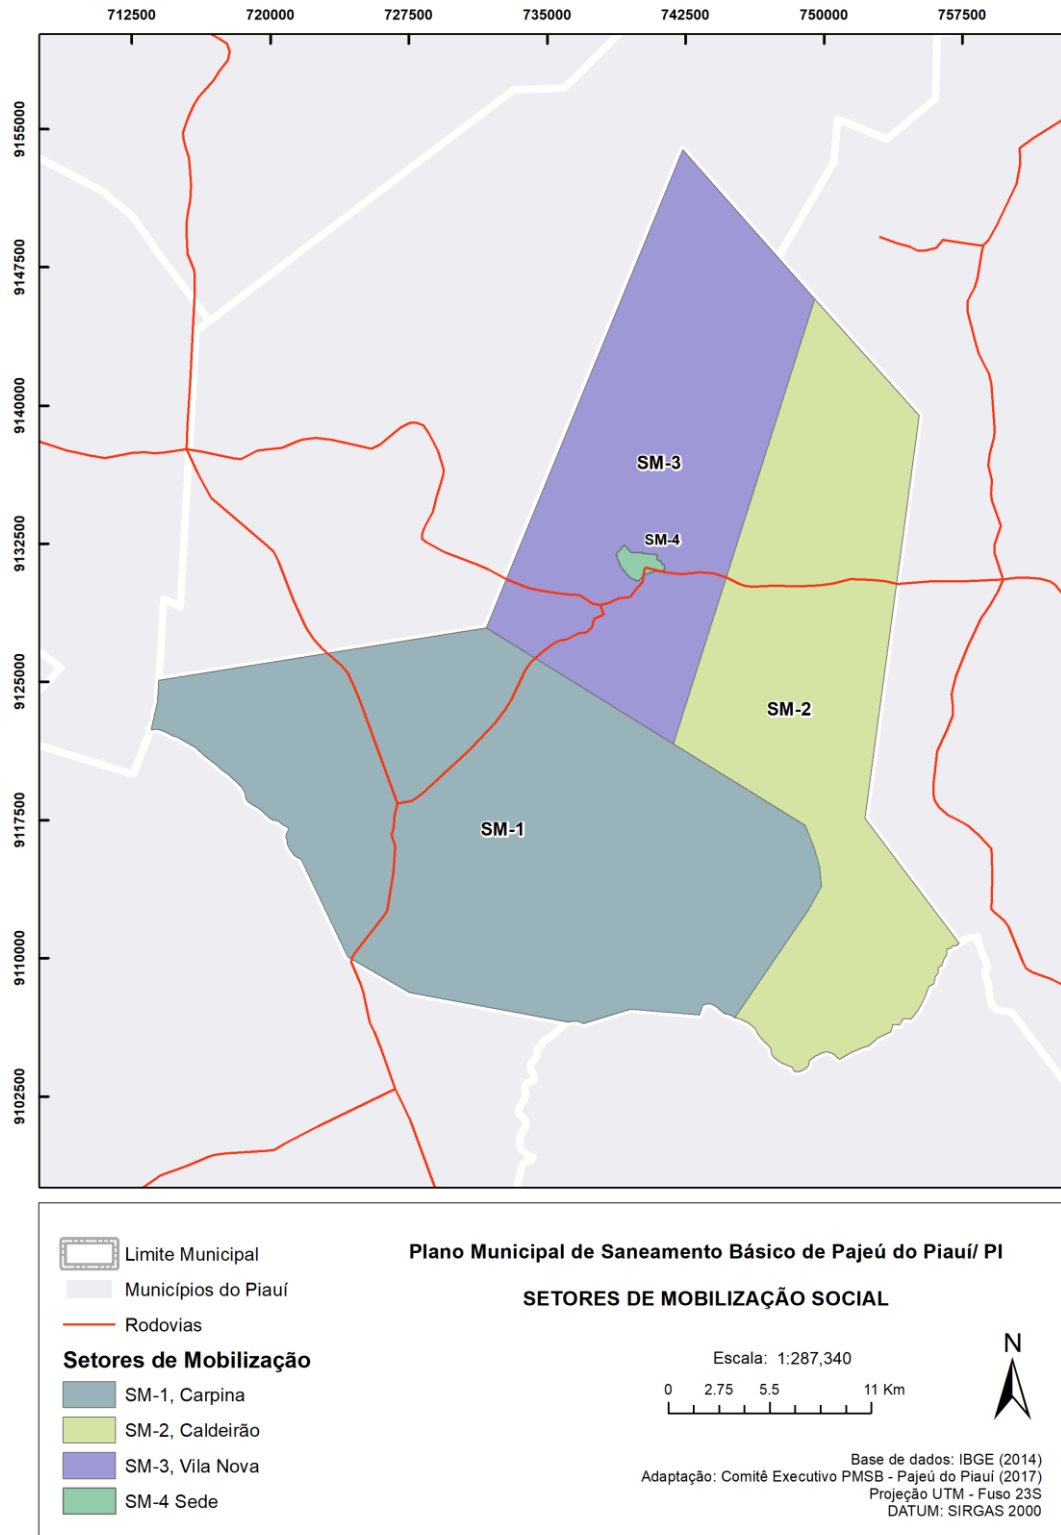 712500 720000 727500 735000 742500 750000 757500
9155000
9147500
9140000
9132500
9125000
9117500
9110000
9102500
SM-3
SM-4
SM-2
SM-1
Limite Municipal
Municípios do Piauí
Rodovias
Setores de Mobilização
SM-1, Carpina
SM-2, Caldeirão
SM-3, Vila Nova
SM-4 Sede
Plano Municipal de Saneamento Básico de Pajeú do Piauí/ PI
SETORES DE MOBILIZAÇÃO SOCIAL
Escala: 1:287,340
0 2.75 5.5 11 Km
N
Base de dados: IBGE (2014)
Adaptação: Comitê Executivo PMSB - Pajeú do Piauí (2017)
Projeção UTM - Fuso 23S
DATUM: SIRGAS 2000